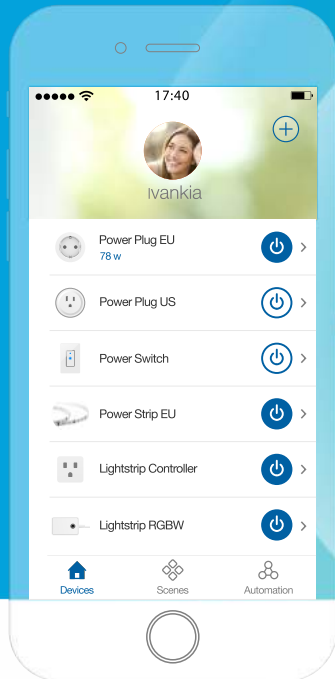 17:40
Ivankia
Power Plug EU
78 w
Power Plug US
Power Switch
Power Strip EU
Lightstrip Controller
Lightstrip RGBW
Devices Scenes Automation